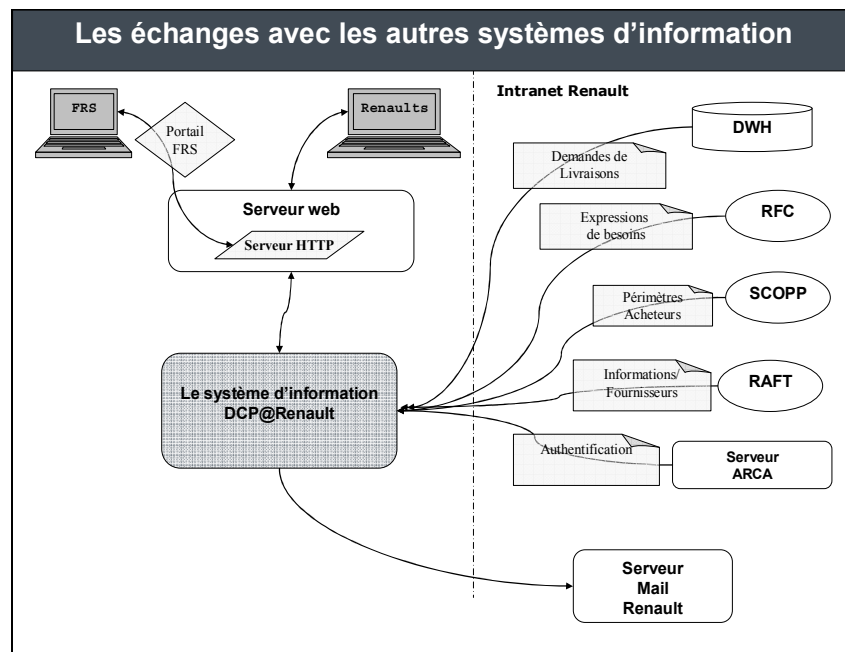 Les échanges avec les autres systèmes d'information
Intranet Renault
FRS
Portail
FRS
Renaults
Serveur web
Serveur HTTP
Le système d'information
DCP@Renault
DWH
Demandes de
Livraisons
RFC
Expressions
de besoins
SCOPP
Périmètres
Acheteurs
RAFT
Informations/
Fournisseurs
Authentification
Serveur
ARCA
Serveur
Mail
Renault